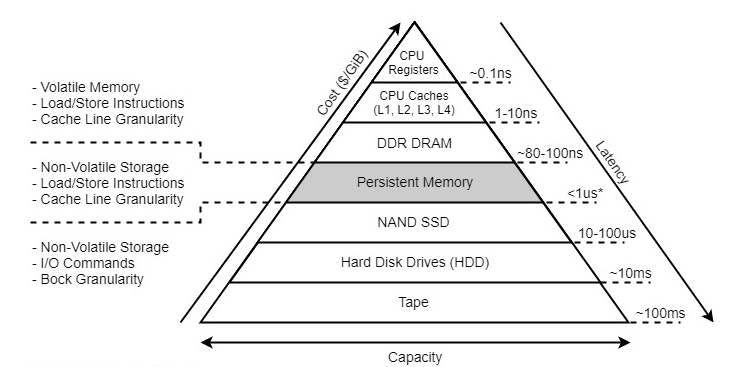 CPU
Registers
~0.1ns
Cost ($/GiB)
- Volatile Memory
- Load/Store Instructions
- Cache Line Granularity
CPU Caches
(L1, L2, L3, L4)
1-10ns
DDR DRAM
~80-100ns
Latency
- Non-Volatile Storage
- Load/Store Instructions
- Cache Line Granularity
Persistent Memory
<1us*
NAND SSD
10-100us
- Non-Volatile Storage
- I/O Commands
- Bock Granularity
Hard Disk Drives (HDD)
~10ms
Tape
~100ms
Capacity